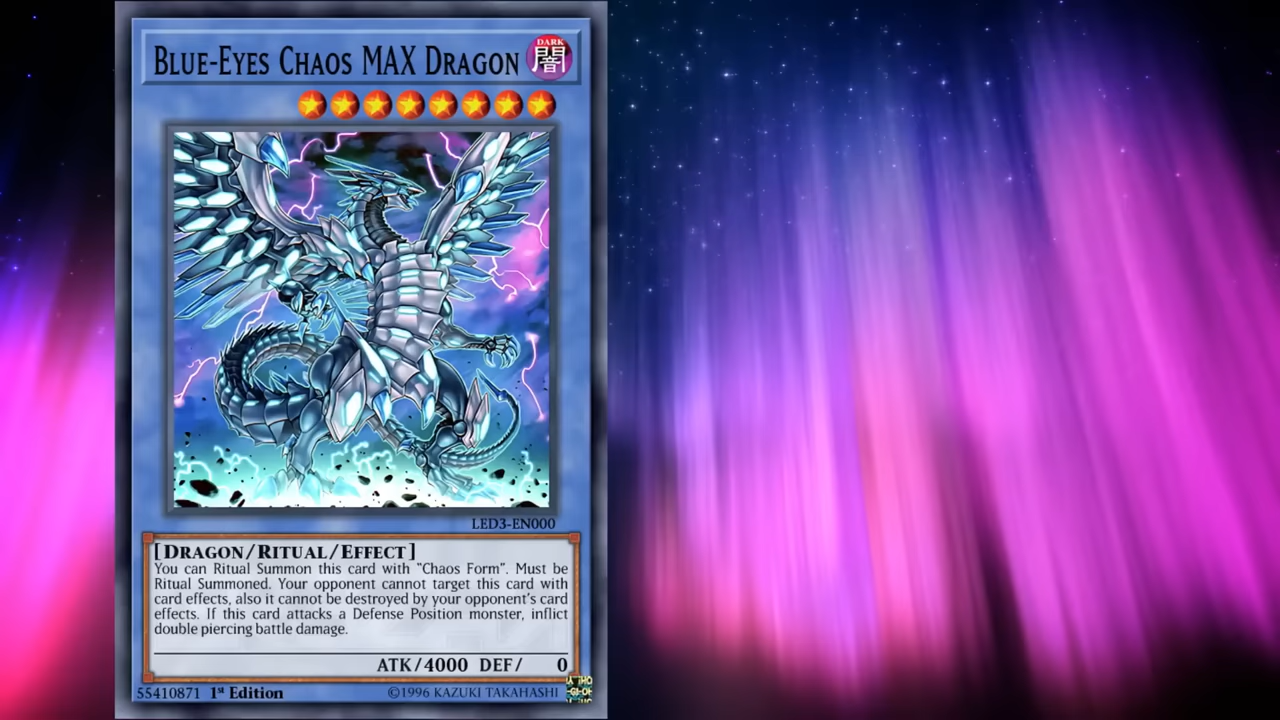 Blue-Eyes Chaos MAX Dragon
DARK
闇
LED3-EN000
[Dragon/Ritual/Effect]
You can Ritual Summon this card with "Chaos Form". Must be
Ritual Summoned. Your opponent cannot target this card with
card effects, also it cannot be destroyed by your opponent's card
effects. If this card attacks a Defense Position monster, inflict
double piercing battle damage.
ATK/4000 DEF/ 0
55410871 1st Edition ©1996 KAZUKI TAKAHASHI